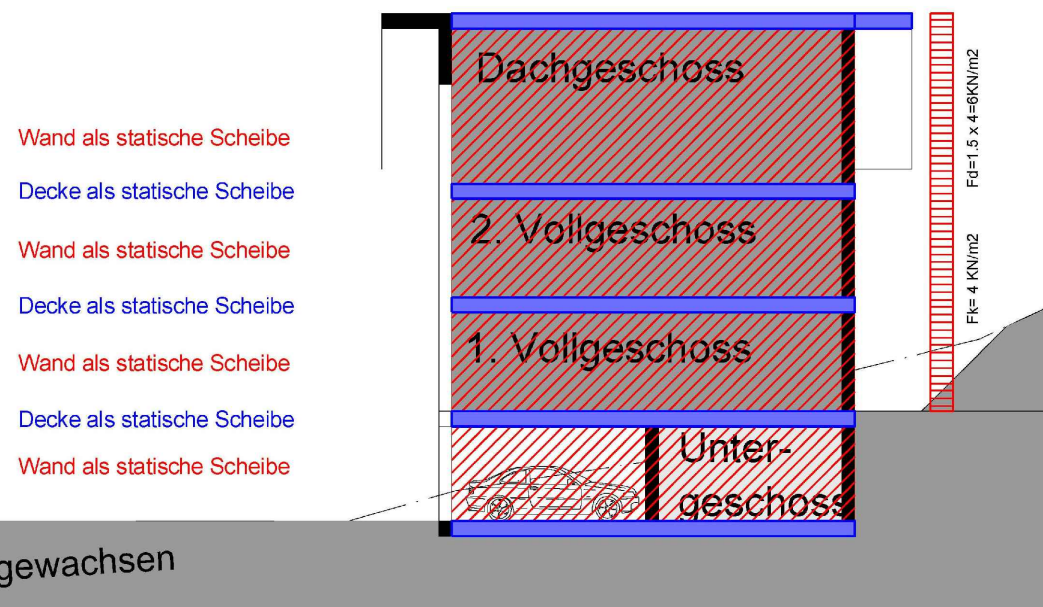 Dachgeschoss
Wand als statische Scheibe
Decke als statische Scheibe
2. Vollgeschoss
Wand als statische Scheibe
Decke als statische Scheibe
1. Vollgeschoss
Wand als statische Scheibe
Decke als statische Scheibe
Unter-
geschoss
Wand als statische Scheibe
gewachsen
Fd=1.5 x 4=6KN/m2
Fk= 4 KN/m2